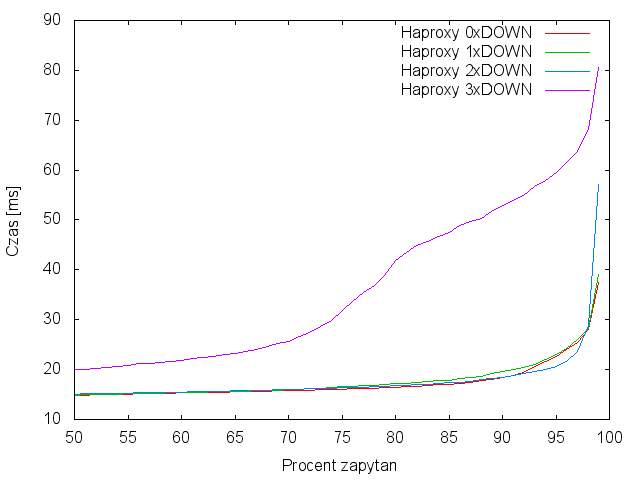 90
80
70
60
50
40
30
20
10
Czas [ms]
Haproxy 0xDOWN
Haproxy 1xDOWN
Haproxy 2xDOWN
Haproxy 3xDOWN
50 55 60 65 70 75 80 85 90 95 100
Procent zapytan